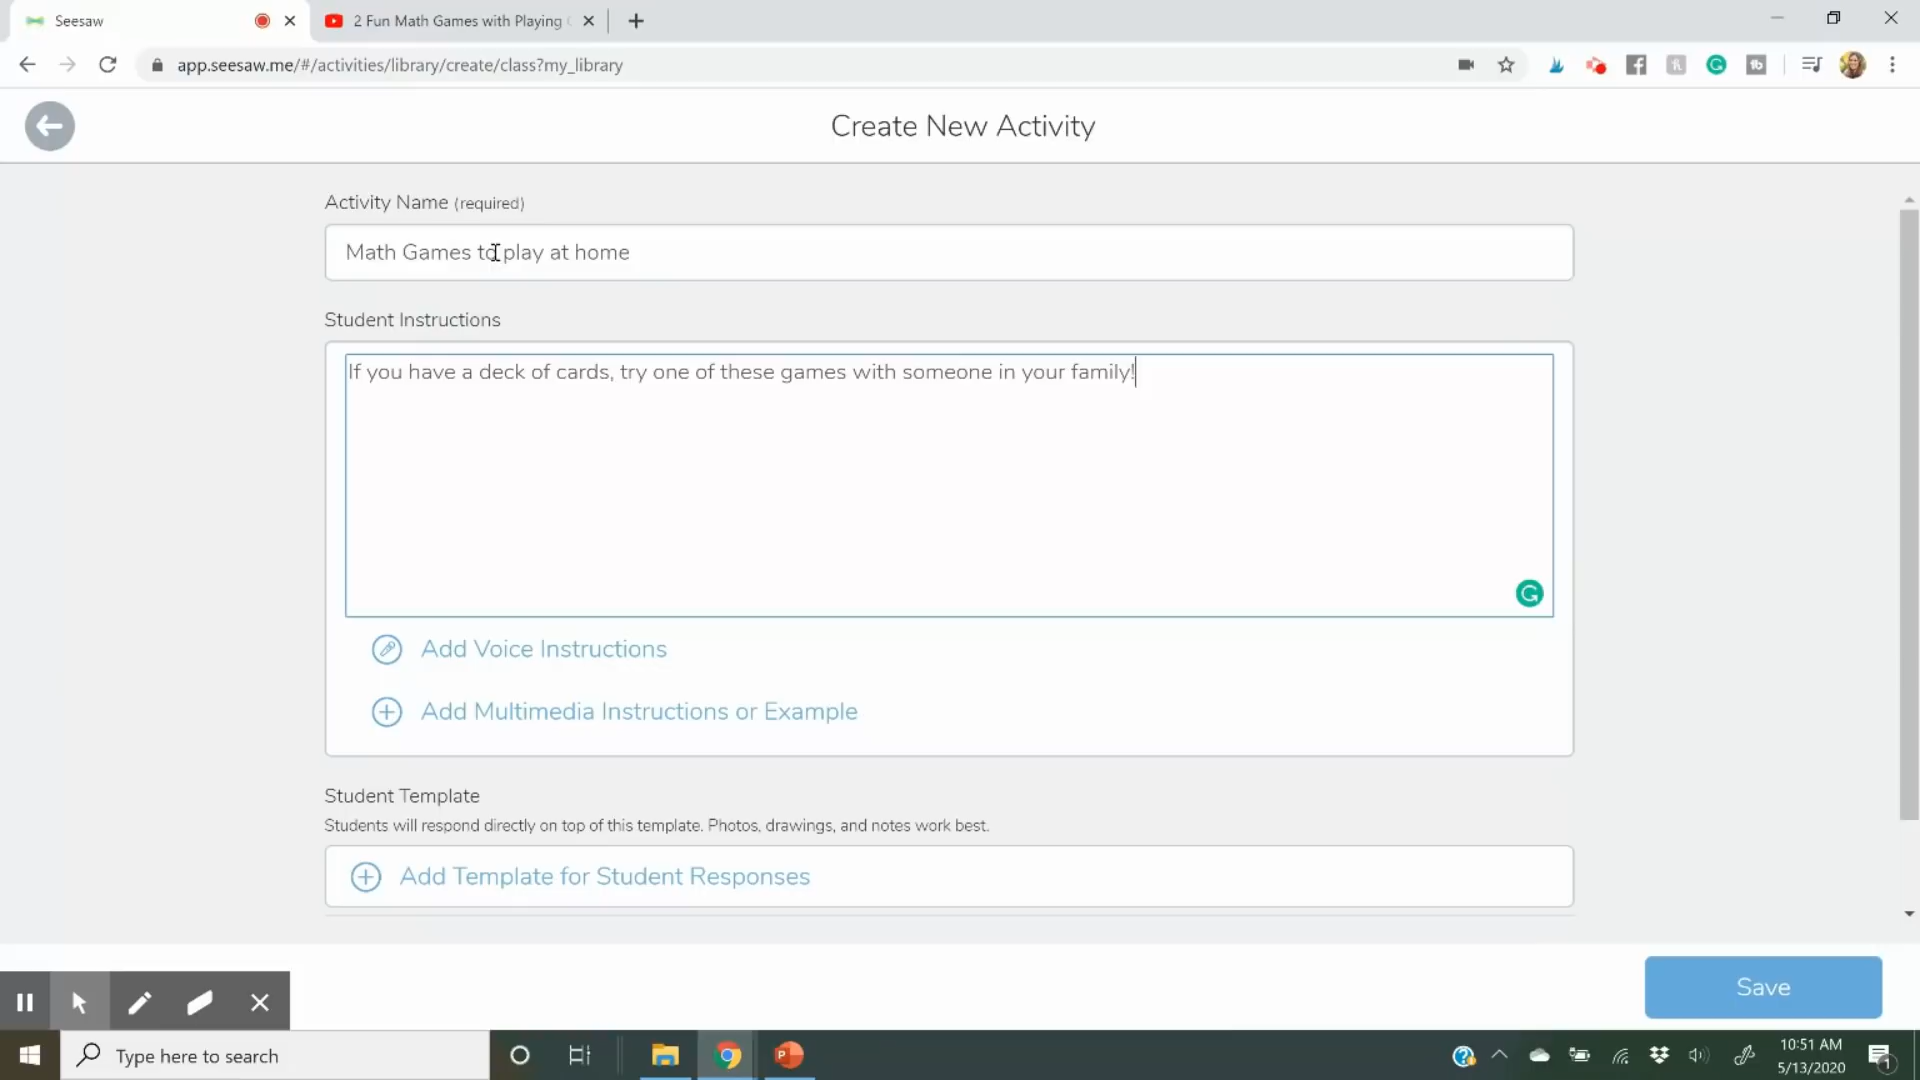 Seesaw
2 Fun Math Games with Playing
app.seesaw.me/#/activities/library/create/class?my_library
Create New Activity
Activity Name (required)
Math Games to play at home
Student Instructions
If you have a deck of cards, try one of these games with someone in your family!
Add Voice Instructions
Add Multimedia Instructions or Example
Student Template
Students will respond directly on top of this template. Photos, drawings, and notes work best.
Add Template for Student Responses
Save
Type here to search
10:51 AM
5/13/2020
1